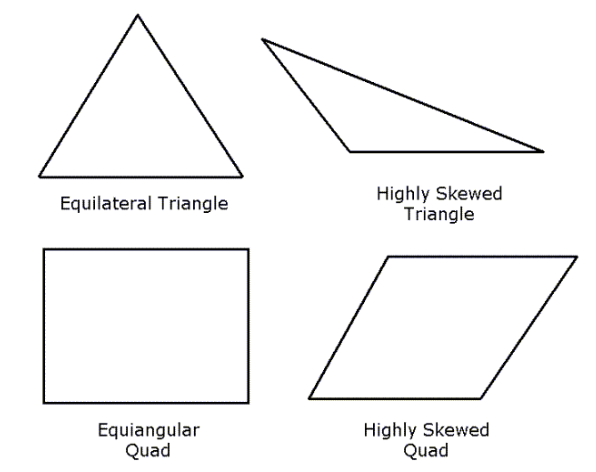 Equilateral Triangle
Highly Skewed
Triangle
Equiangular
Quad
Highly Skewed
Quad